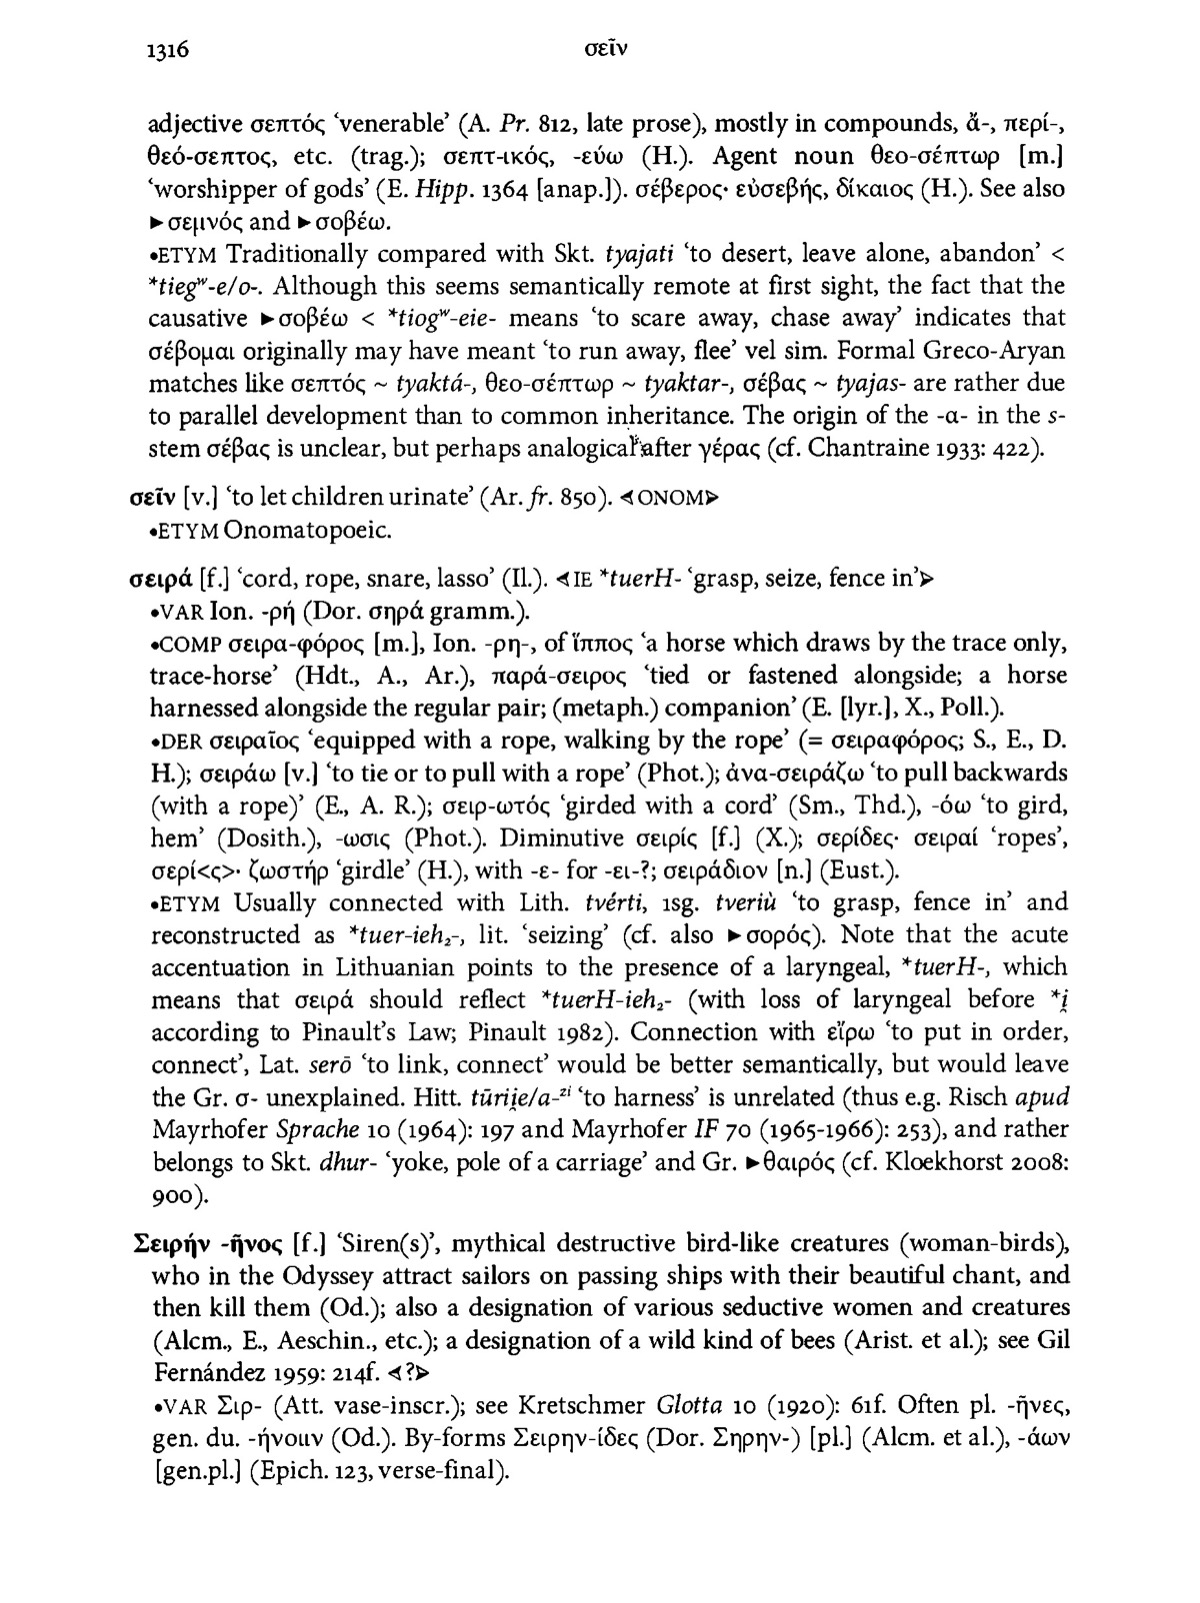 1316
σεῖν
adjective σεπτός ‘venerable’ (A. Pr. 812, late prose), mostly in compounds, ἄ-, περί-,
θεό-σεπτος, etc. (trag.); σεπτ-ικός, -εύω (H.). Agent noun θεο-σέπτωρ [m.]
‘worshipper of gods’ (E. Hipp. 1364 [anap.]). σέβερος· εὐσεβής, δίκαιος (H.). See also
►σεμνός and ►σοβέω.
•ETYM Traditionally compared with Skt. tyajati ‘to desert, leave alone, abandon’ <
*tiegʷ-e/o-. Although this seems semantically remote at first sight, the fact that the
causative ►σοβέω < *tiogʷ-eie- means ‘to scare away, chase away’ indicates that
σέβομαι originally may have meant ‘to run away, flee’ vel sim. Formal Greco-Aryan
matches like σεπτός ~ tyaktá-, θεο-σέπτωρ ~ tyaktar-, σέβας ~ tyajas- are rather due
to parallel development than to common inheritance. The origin of the -α- in the s-
stem σέβας is unclear, but perhaps analogical after γέρας (cf. Chantraine 1933: 422).
σεῖν [v.] ‘to let children urinate’ (Ar. fr. 850). ⋖ONOM⋗
•ETYM Onomatopoeic.
σειρά [f.] ‘cord, rope, snare, lasso’ (Il.). ⋖IE *tuerH- ‘grasp, seize, fence in’⋗
•VAR Ion. -ρή (Dor. σηρά gramm.).
•COMP σειρα-φόρος [m.], Ion. -ρη-, of ἵππος ‘a horse which draws by the trace only,
trace-horse’ (Hdt., A., Ar.), παρά-σειρος ‘tied or fastened alongside; a horse
harnessed alongside the regular pair; (metaph.) companion’ (E. [lyr.], X., Poll.).
•DER σειραῖος ‘equipped with a rope, walking by the rope’ (= σειραφόρος; S., E., D.
H.); σειράω [v.] ‘to tie or to pull with a rope’ (Phot.); ἀνα-σειράζω ‘to pull backwards
(with a rope)’ (E., A. R.); σειρ-ωτός ‘girded with a cord’ (Sm., Thd.), -όω ‘to gird,
hem’ (Dosith.), -ωσις (Phot.). Diminutive σειρίς [f.] (X.); σερίδες· σειραί ‘ropes’,
σερί<ς>· ζωστήρ ‘girdle’ (H.), with -ε- for -ει-?; σειράδιον [n.] (Eust.).
•ETYM Usually connected with Lith. tvérti, 1sg. tveriù ‘to grasp, fence in’ and
reconstructed as *tuer-ieh₂-, lit. ‘seizing’ (cf. also ►σορός). Note that the acute
accentuation in Lithuanian points to the presence of a laryngeal, *tuerH-, which
means that σειρά should reflect *tuerH-ieh₂- (with loss of laryngeal before *i̯
according to Pinault’s Law; Pinault 1982). Connection with εἴρω ‘to put in order,
connect’, Lat. serō ‘to link, connect’ would be better semantically, but would leave
the Gr. σ- unexplained. Hitt. tūrii̯e/a-ᶻⁱ ‘to harness’ is unrelated (thus e.g. Risch apud
Mayrhofer Sprache 10 (1964): 197 and Mayrhofer IF 70 (1965-1966): 253), and rather
belongs to Skt. dhur- ‘yoke, pole of a carriage’ and Gr. ►θαιρός (cf. Kloekhorst 2008:
900).
Σειρήν -ῆνος [f.] ‘Siren(s)’, mythical destructive bird-like creatures (woman-birds),
who in the Odyssey attract sailors on passing ships with their beautiful chant, and
then kill them (Od.); also a designation of various seductive women and creatures
(Alcm., E., Aeschin., etc.); a designation of a wild kind of bees (Arist. et al.); see Gil
Fernández 1959: 214f. ⋖?⋗
•VAR Σιρ- (Att. vase-inscr.); see Kretschmer Glotta 10 (1920): 61f. Often pl. -ῆνες,
gen. du. -ήνοιιν (Od.). By-forms Σειρην-ίδες (Dor. Σηρην-) [pl.] (Alcm. et al.), -άων
[gen.pl.] (Epich. 123, verse-final).